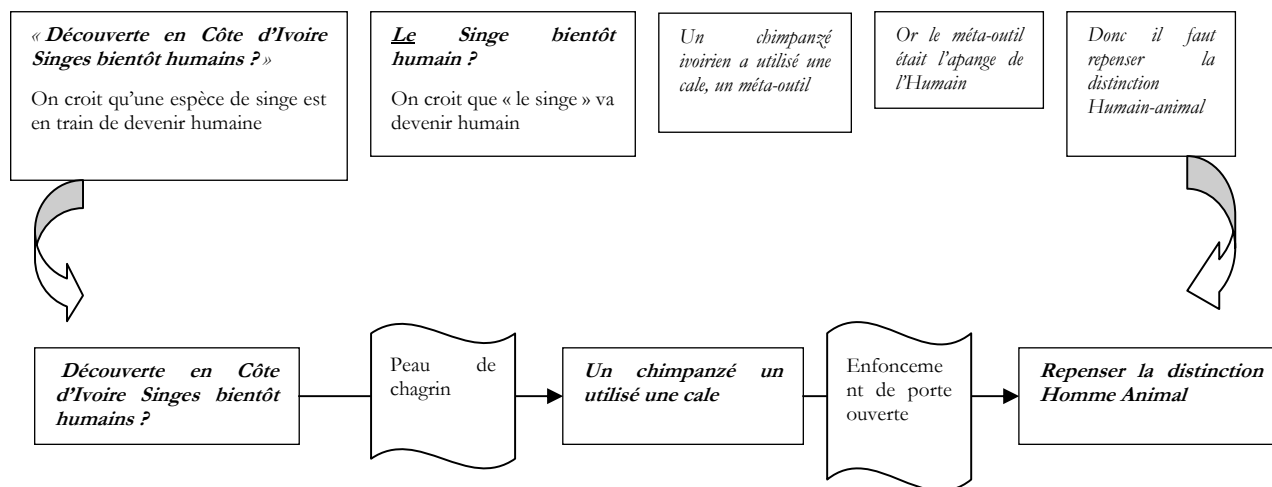 « Découverte en Côte d'Ivoire
Singes bientôt humains ? »
On croit qu'une espèce de singe est
en train de devenir humaine
Le Singe bientôt
humain ?
On croit que « le singe » va
devenir humain
Un chimpanzé
ivoirien a utilisé une
cale, un méta-outil
Or le méta-outil
était l'apange de
l'Humain
Donc il faut
repenser la
distinction
Humain-animal
Découverte en Côte
d'Ivoire Singes bientôt
humains ?
Peau de
chagrin
Un chimpanzé un
utilisé une cale
Enfonceme
nt de porte
ouverte
Repenser la distinction
Homme Animal